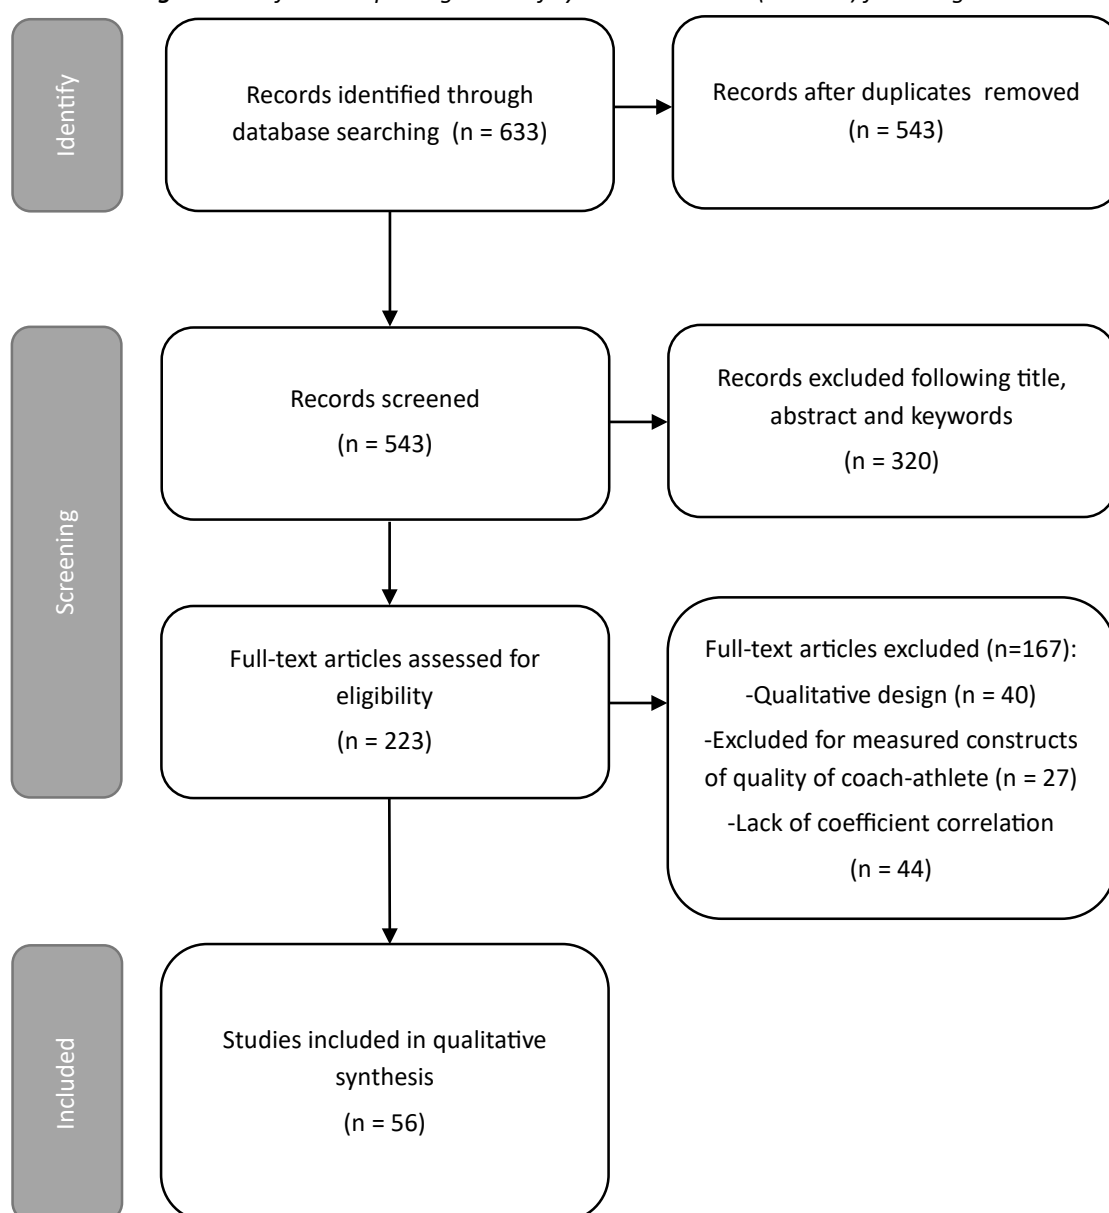 Identify
Records identified through
database searching (n = 633)
Records after duplicates removed
(n = 543)
Screening
Records screened
(n = 543)
Records excluded following title,
abstract and keywords
(n = 320)
Full-text articles assessed for
eligibility
(n = 223)
Full-text articles excluded (n=167):
-Qualitative design (n = 40)
-Excluded for measured constructs
of quality of coach-athlete (n = 27)
-Lack of coefficient correlation
(n = 44)
Included
Studies included in qualitative
synthesis
(n = 56)